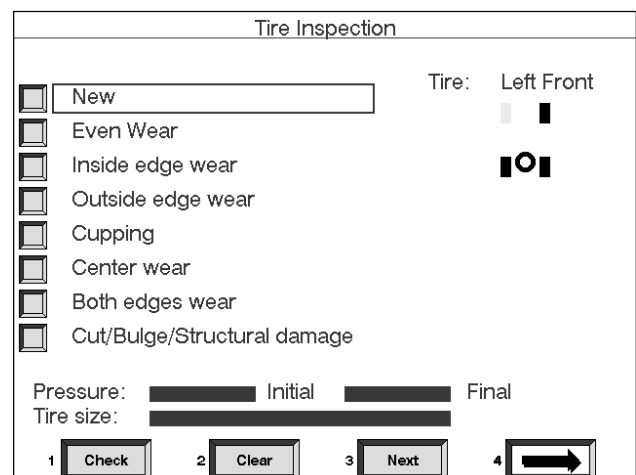 Tire Inspection
Tire: Left Front
New
Even Wear
Inside edge wear
Outside edge wear
Cupping
Center wear
Both edges wear
Cut/Bulge/Structural damage
Pressure: Initial Final
Tire size:
1 Check 2 Clear 3 Next 4